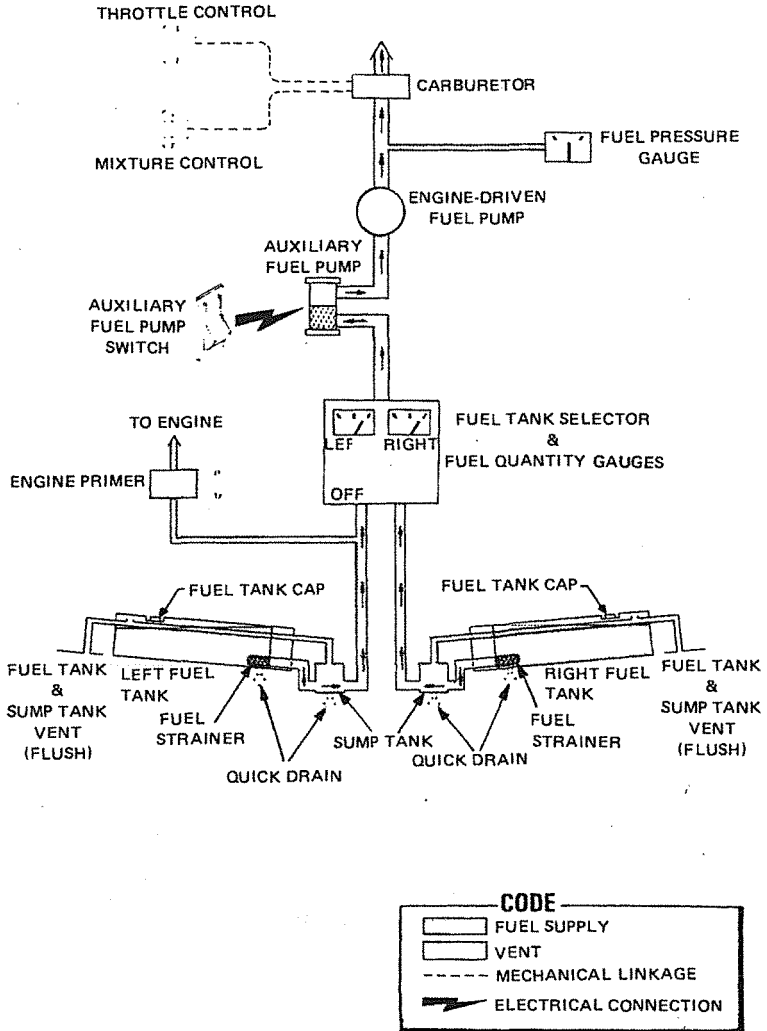 THROTTLE CONTROL
CARBURETOR
FUEL PRESSURE
GAUGE
MIXTURE CONTROL
ENGINE-DRIVEN
FUEL PUMP
AUXILIARY
FUEL PUMP
AUXILIARY
FUEL PUMP
SWITCH
TO ENGINE
LEFT
RIGHT
FUEL TANK SELECTOR
&
FUEL QUANTITY GAUGES
ENGINE PRIMER
OFF
FUEL TANK CAP
FUEL TANK CAP
FUEL TANK
&
SUMP TANK
VENT
(FLUSH)
LEFT FUEL
TANK
FUEL
STRAINER
QUICK DRAIN
SUMP TANK
QUICK DRAIN
RIGHT FUEL
TANK
FUEL
STRAINER
FUEL TANK
&
SUMP TANK
VENT
(FLUSH)
CODE
FUEL SUPPLY
VENT
MECHANICAL LINKAGE
ELECTRICAL CONNECTION